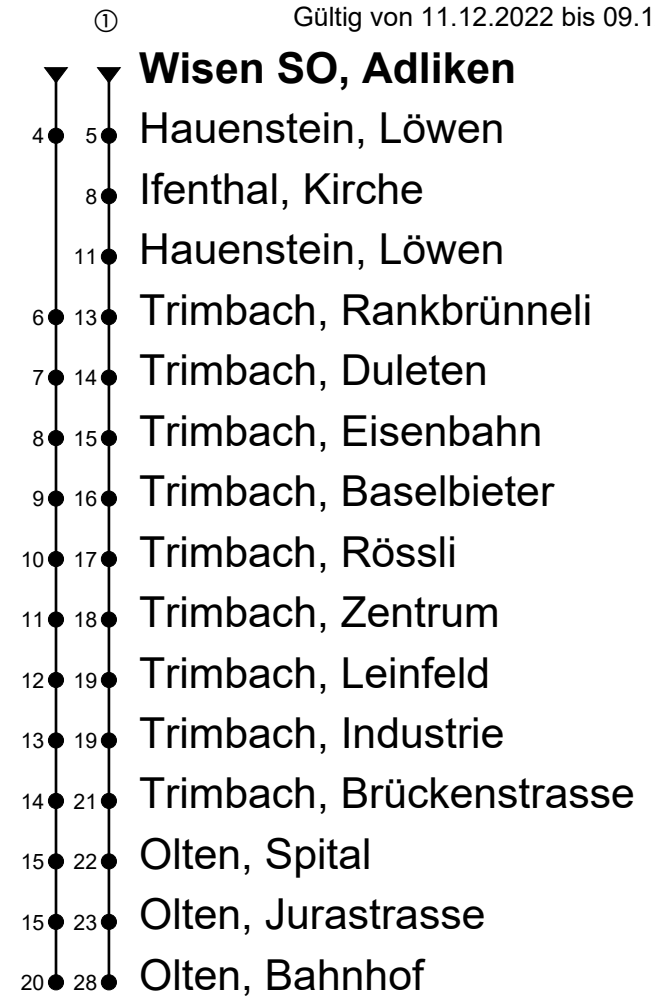 ① Gültig von 11.12.2022 bis 09.1
Wisen SO, Adliken
4 5 Hauenstein, Löwen
8 Ifenthal, Kirche
11 Hauenstein, Löwen
6 13 Trimbach, Rankbrünneli
7 14 Trimbach, Duleten
8 15 Trimbach, Eisenbahn
9 16 Trimbach, Baselbieter
10 17 Trimbach, Rössli
11 18 Trimbach, Zentrum
12 19 Trimbach, Leinfeld
13 19 Trimbach, Industrie
14 21 Trimbach, Brückenstrasse
15 22 Olten, Spital
15 23 Olten, Jurastrasse
20 28 Olten, Bahnhof